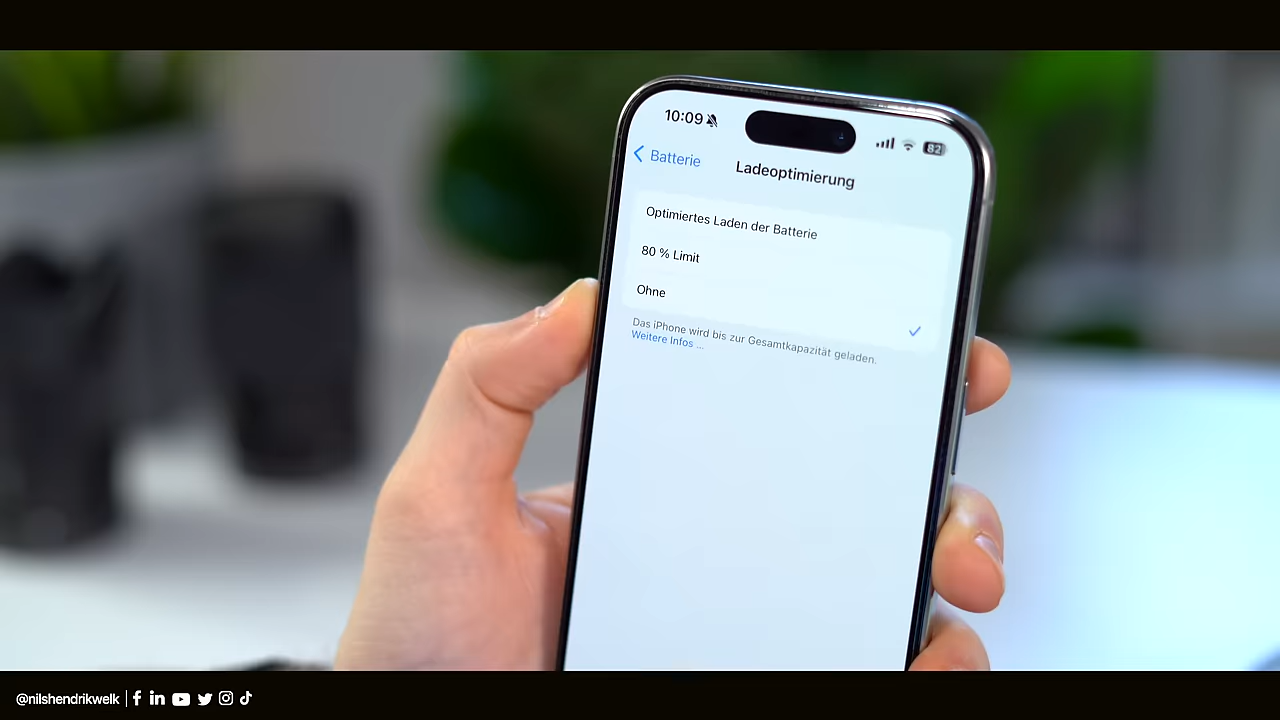 10:09
82
Batterie
Ladeoptimierung
Optimiertes Laden der Batterie
80 % Limit
Ohne
Das iPhone wird bis zur Gesamtkapazität geladen.
Weitere Infos ...
@nilshendrikwelk